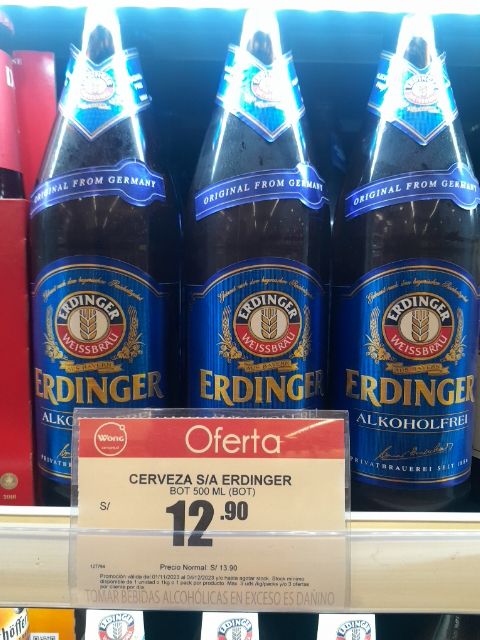 ORIGINAL FROM GERMANY
ORIGINAL FROM GERMANY
ORIGINAL FROM GERMANY
ERDINGER
WEISSBRÄU
ERDINGER
ALKO
ERDINGER
WEISSBRÄU
ERDINGER
ERDINGER
WEISSBRÄU
ERDINGER
ALKOHOLFREI
PRIVATBRAUEREI SEIT 1886
Wong
Oferta
CERVEZA S/A ERDINGER
BOT 500 ML (BOT)
S/ 12.90
Precio Normal: S/ 13.90
TOMAR BEBIDAS ALCOHÓLICAS EN EXCESO ES DAÑINO